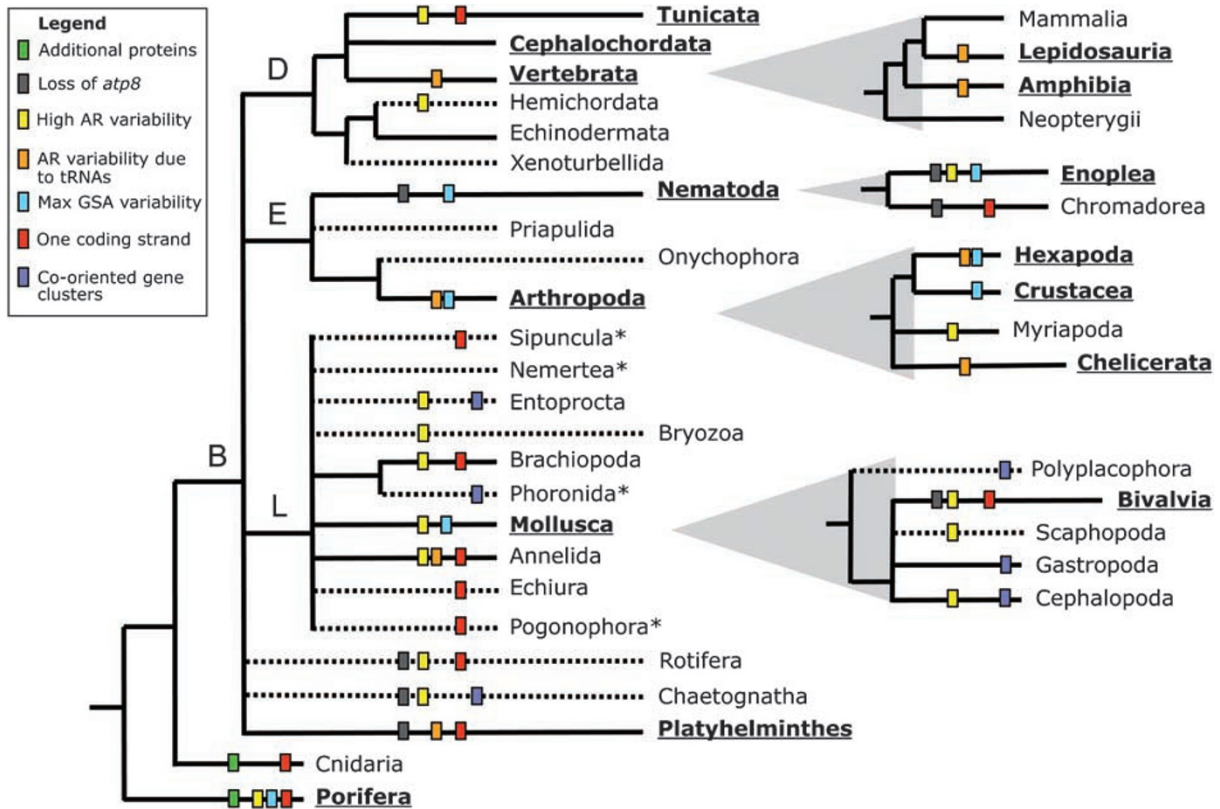 Legend
Additional proteins
Loss of atp8
High AR variability
AR variability due
to tRNAs
Max GSA variability
One coding strand
Co-oriented gene
clusters
D
E
B
L
Tunicata
Cephalochordata
Vertebrata
Hemichordata
Echinodermata
Xenoturbellida
Nematoda
Priapulida
Onychophora
Arthropoda
Sipuncula*
Nemertea*
Entoprocta
Bryozoa
Brachiopoda
Phoronida*
Mollusca
Annelida
Echiura
Pogonophora*
Rotifera
Chaetognatha
Platyhelminthes
Cnidaria
Porifera
Mammalia
Lepidosauria
Amphibia
Neopterygii
Enoplea
Chromadorea
Hexapoda
Crustacea
Myriapoda
Chelicerata
Polyplacophora
Bivalvia
Scaphopoda
Gastropoda
Cephalopoda